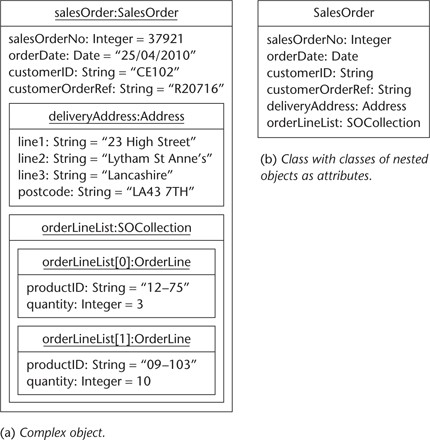 salesOrder:SalesOrder
salesOrderNo: Integer = 37921
orderDate: Date = “25/04/2010”
customerID: String = “CE102”
customerOrderRef: String = “R20716”
deliveryAddress:Address
line1: String = “23 High Street”
line2: String = “Lytham St Anne’s”
line3: String = “Lancashire”
postcode: String = “LA43 7TH”
orderLineList:SOCollection
orderLineList[0]:OrderLine
productID: String = “12–75”
quantity: Integer = 3
orderLineList[1]:OrderLine
productID: String = “09–103”
quantity: Integer = 10
(a) Complex object.
SalesOrder
salesOrderNo: Integer
orderDate: Date
customerID: String
customerOrderRef: String
deliveryAddress: Address
orderLineList: SOCollection
(b) Class with classes of nested
objects as attributes.